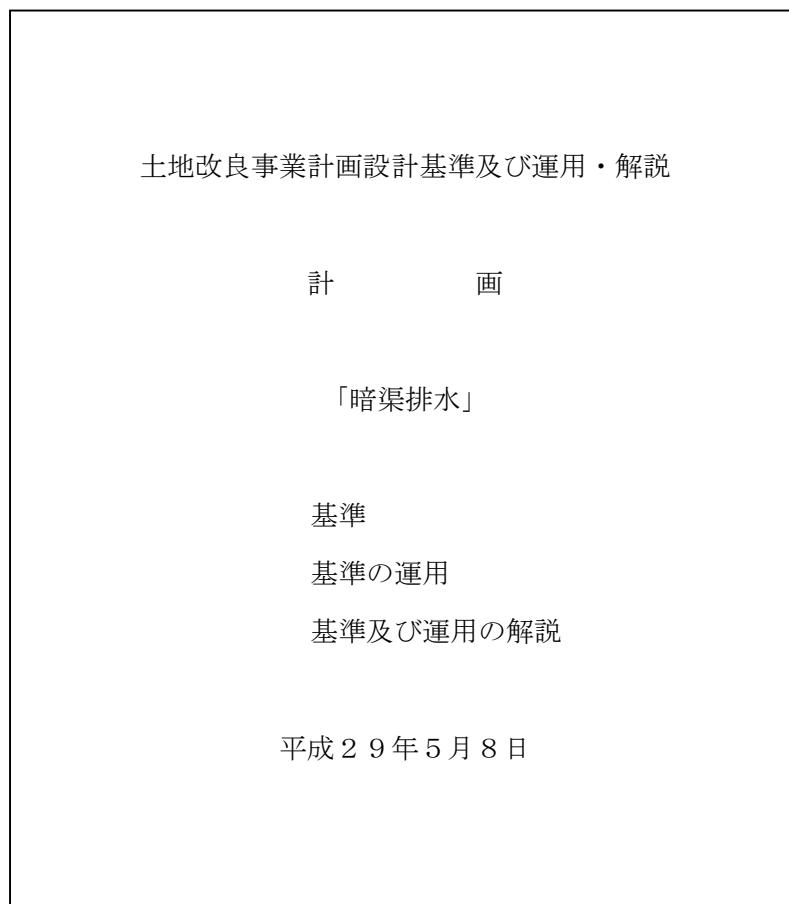 土地改良事業計画設計基準及び運用・解説
計　　　　　画
「暗渠排水」
基準
基準の運用
基準及び運用の解説
平成２９年５月８日